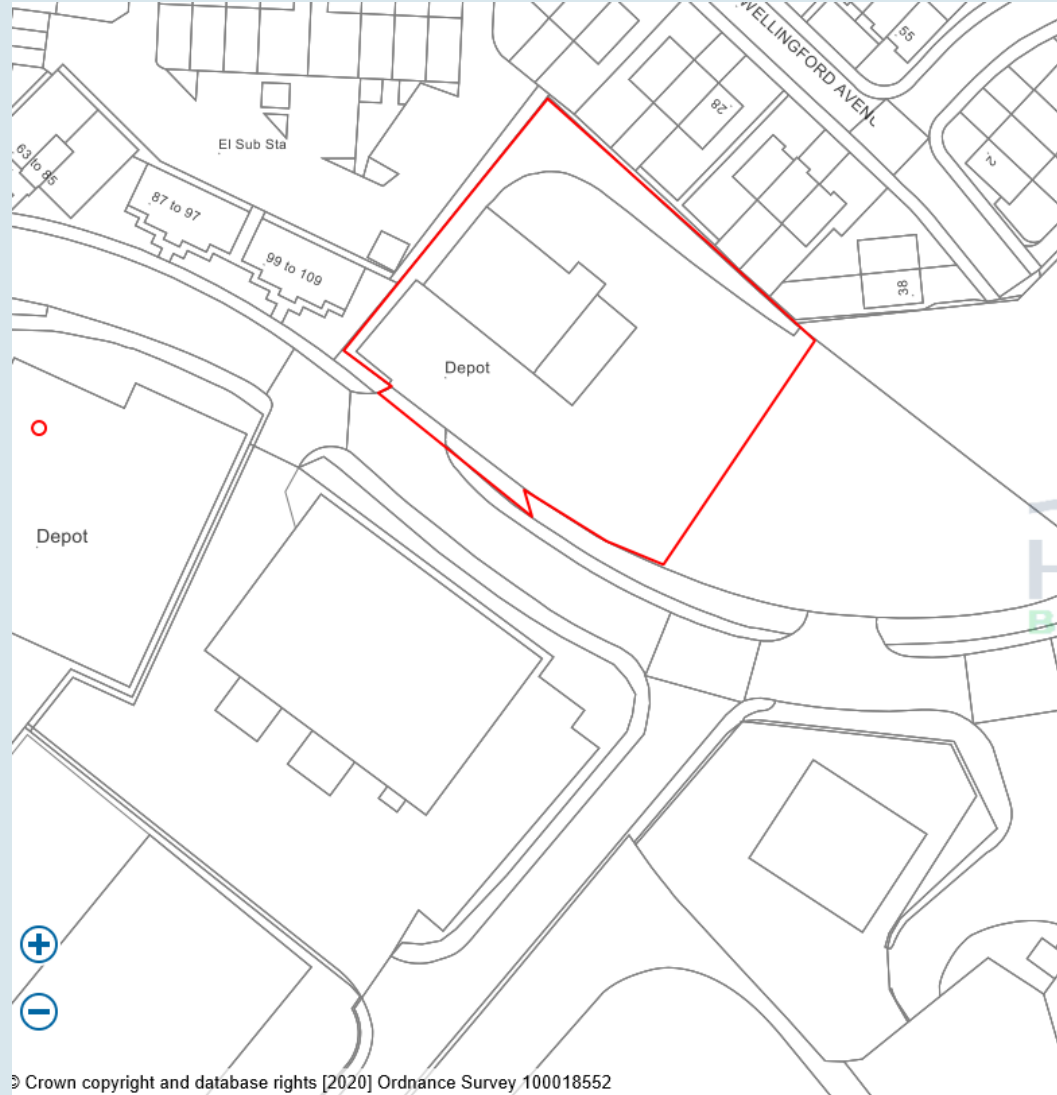 55
WELLINGFORD AVENU
28
2
El Sub Sta
63 to 85
87 to 97
99 to 109
38
Depot
Depot
H
B
© Crown copyright and database rights [2020] Ordnance Survey 100018552